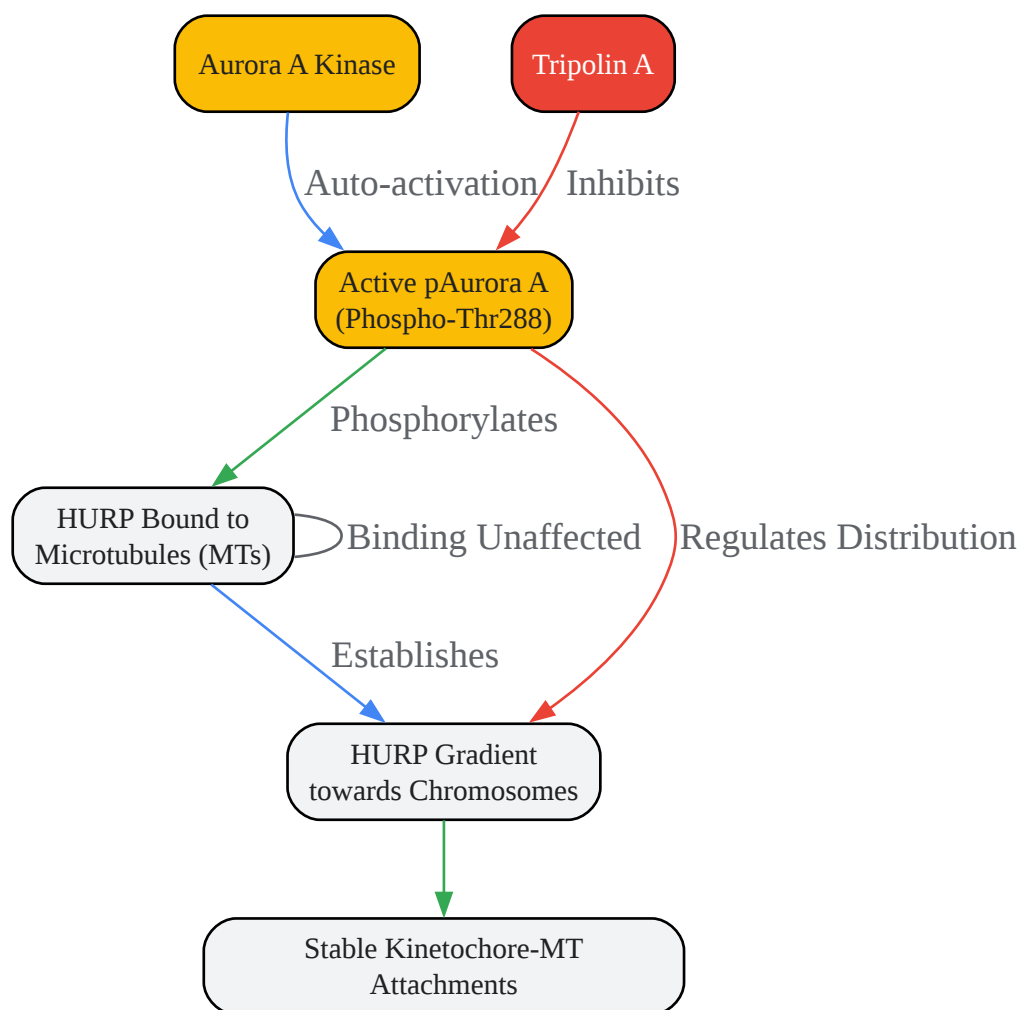 Aurora A Kinase
Tripolin A
Auto-activation
Inhibits
Active pAurora A
(Phospho-Thr288)
Phosphorylates
HURP Bound to
Microtubules (MTs)
Binding Unaffected
Regulates Distribution
Establishes
HURP Gradient
towards Chromosomes
Stable Kinetochore-MT
Attachments